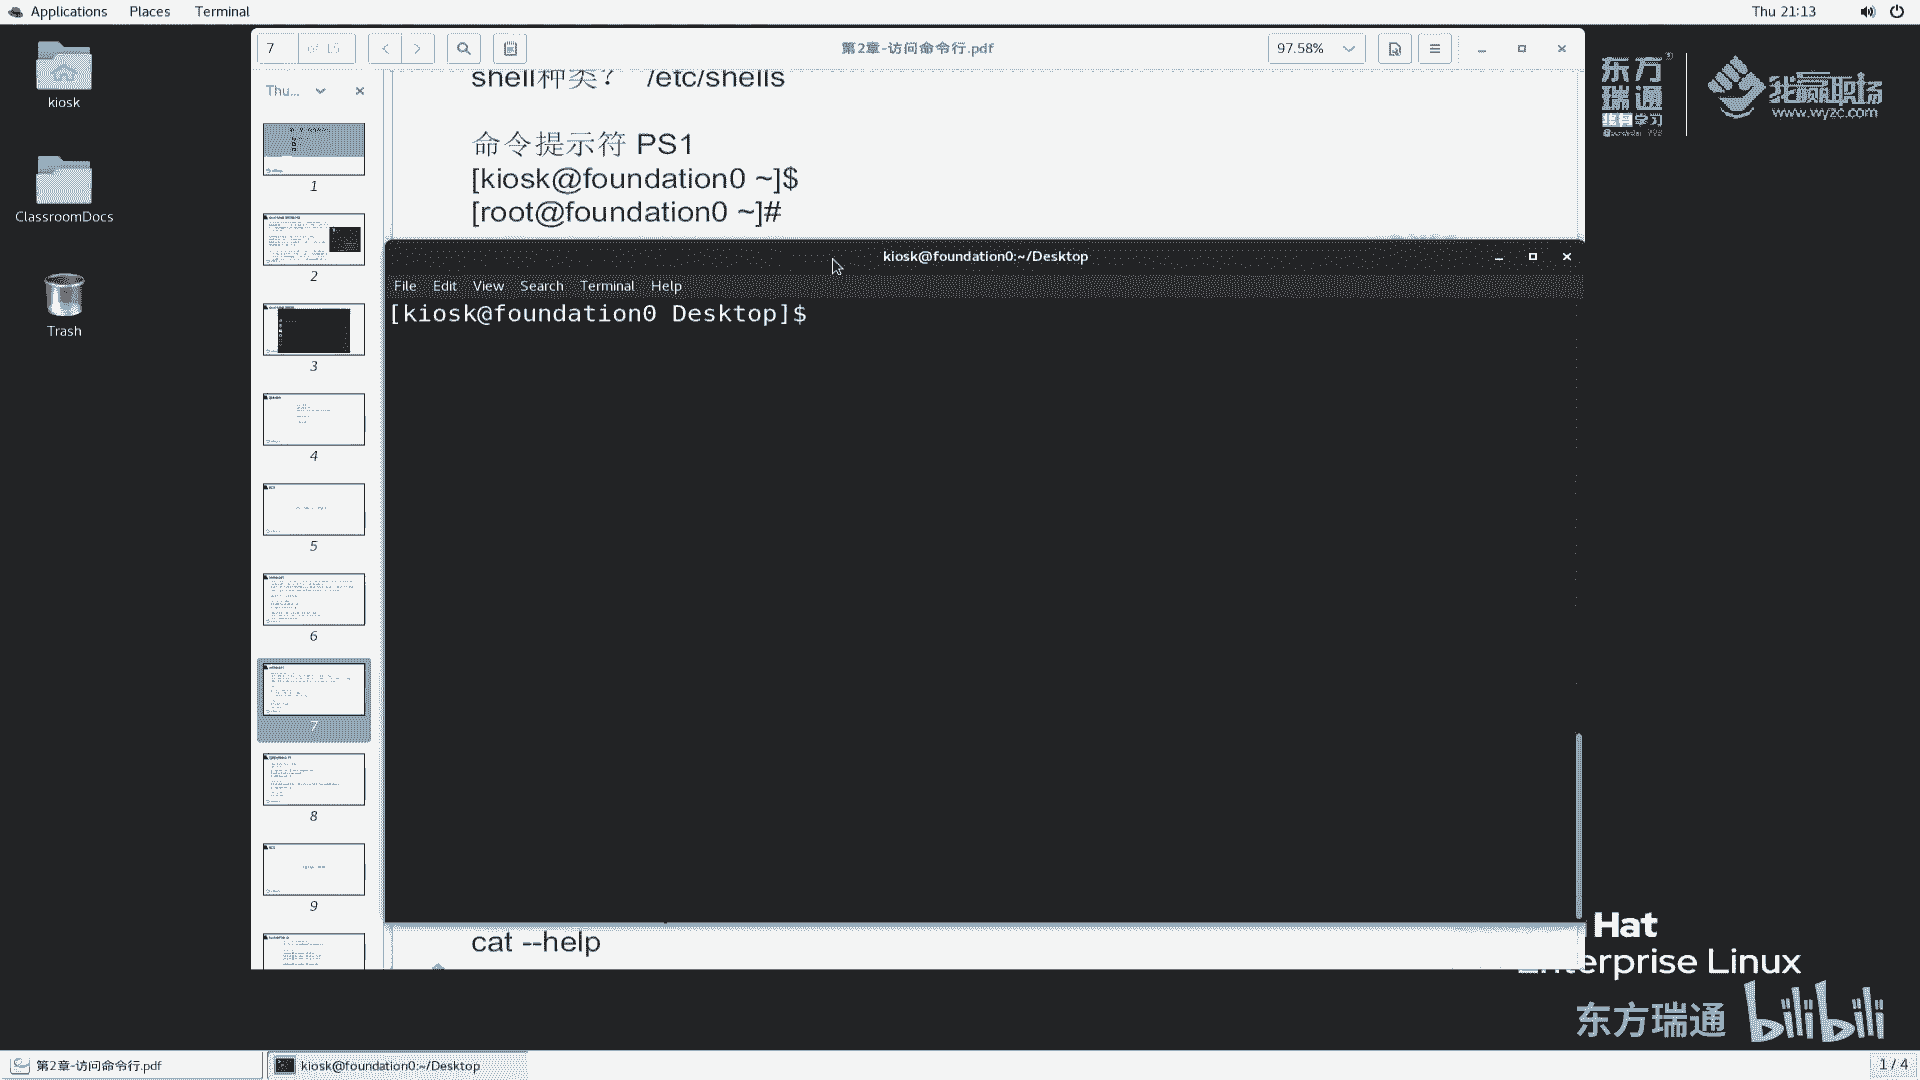 Applications Places Terminal Thu 21:13
kiosk
ClassroomDocs
Trash
7 of 15 第2章-访问命令行.pdf 97.58%
Thu...
1
2
3
4
5
6
7
8
9
shell种类? /etc/shells
命令提示符 PS1
[kiosk@foundation0 ~]$
[root@foundation0 ~]#
kiosk@foundation0:~/Desktop
File Edit View Search Terminal Help
[kiosk@foundation0 Desktop]$
cat --help
东方
瑞通
终身学习
我赢职场
www.wyzc.com
Hat
Enterprise Linux
东方瑞通 bilibili
第2章-访问命令行.pdf kiosk@foundation0:~/Desktop 1 / 4